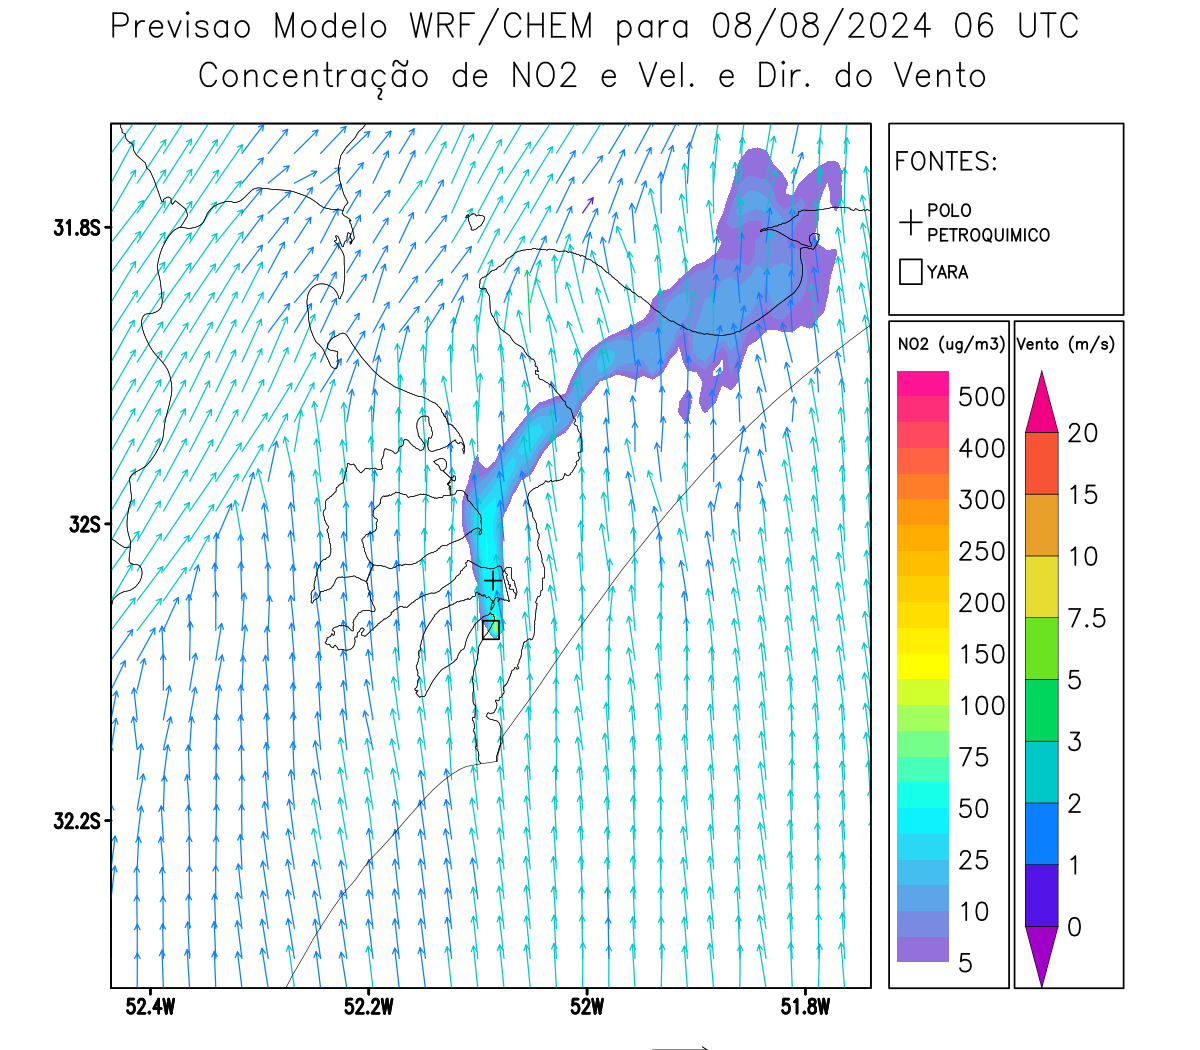 Previsao Modelo WRF/CHEM para 08/08/2024 06 UTC
Concentração de NO2 e Vel. e Dir. do Vento
FONTES:
POLO
PETROQUIMICO
YARA
NO2 (ug/m3)
500
400
300
250
200
150
100
75
50
25
10
5
Vento (m/s)
20
15
10
7.5
5
3
2
1
0
31.8S
32S
32.2S
52.4W
52.2W
52W
51.8W